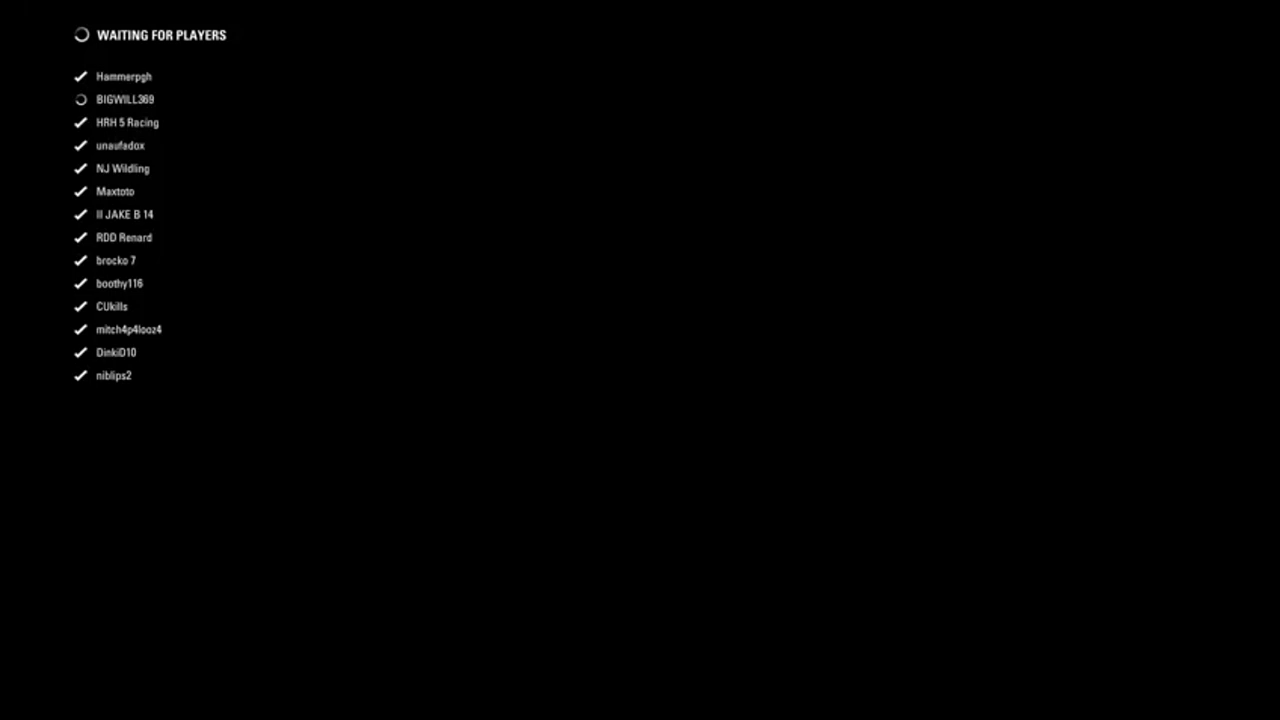 WAITING FOR PLAYERS
Hammerpgh
BIGWILL369
HRH 5 Racing
unaufadox
NJ Wildling
Maxtoto
II JAKE B 14
RDD Renard
brocko 7
boothy116
CUkills
mitch4p4looz4
DinkiD10
niblips2